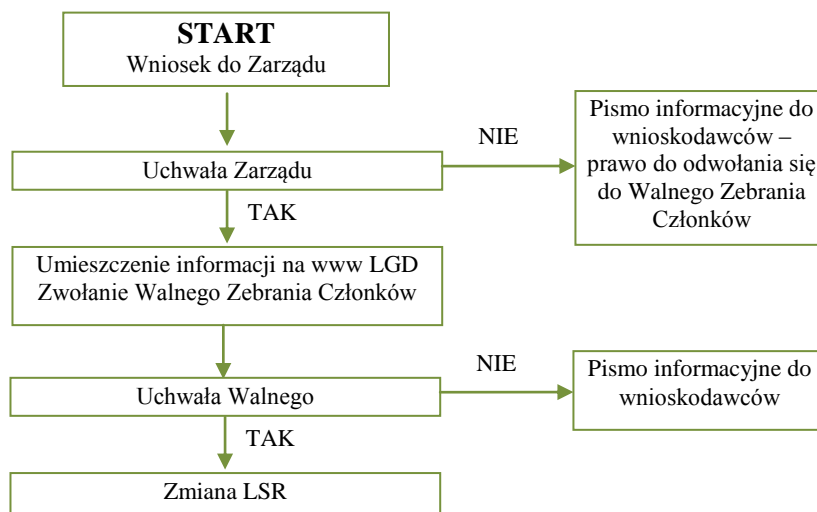 START
Wniosek do Zarządu
Uchwała Zarządu
NIE
Pismo informacyjne do
wnioskodawców –
prawo do odwołania się
do Walnego Zebrania
Członków
TAK
Umieszczenie informacji na www LGD
Zwołanie Walnego Zebrania Członków
Uchwała Walnego
NIE
Pismo informacyjne do
wnioskodawców
TAK
Zmiana LSR